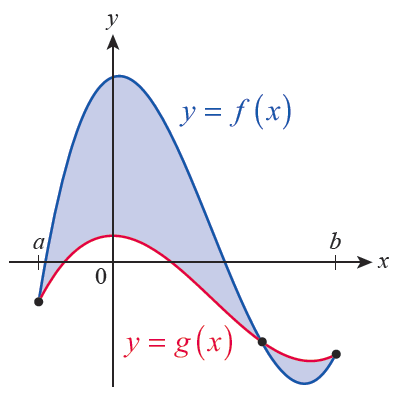 y
y = f(x)
a
b
x
0
y = g(x)